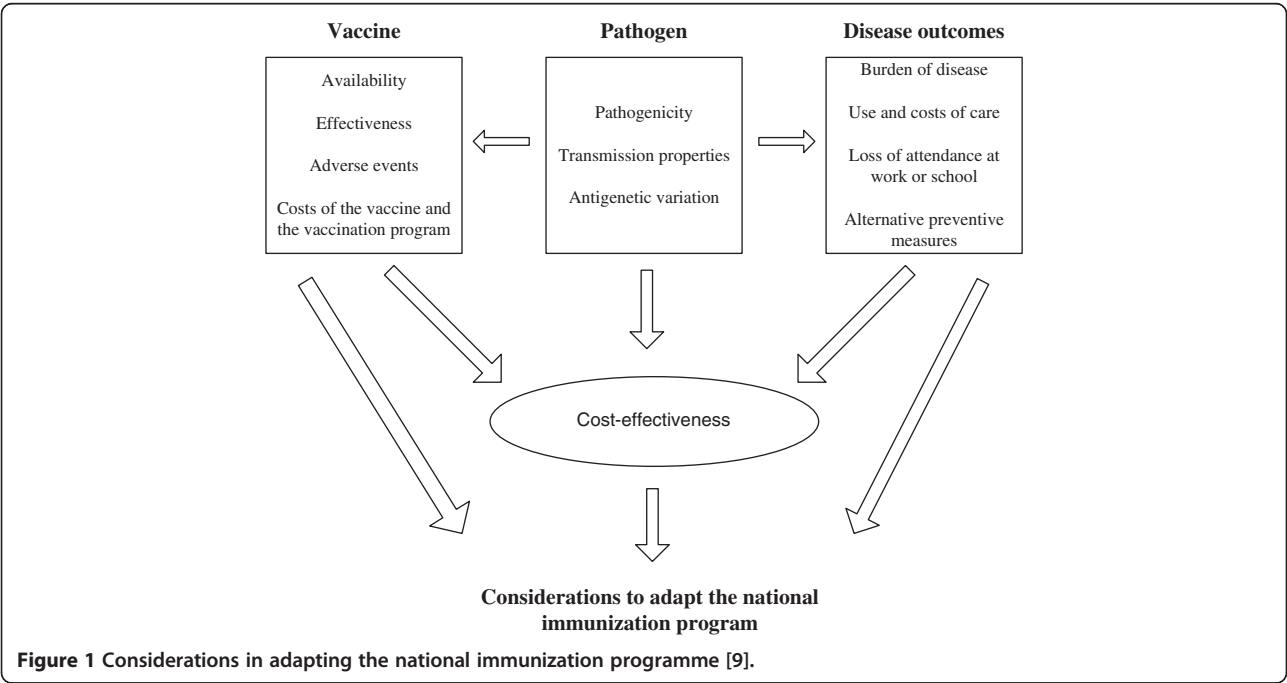 Vaccine
Pathogen
Disease outcomes
Availability
Effectiveness
Adverse events
Costs of the vaccine and
the vaccination program
Pathogenicity
Transmission properties
Antigenetic variation
Burden of disease
Use and costs of care
Loss of attendance at
work or school
Alternative preventive
measures
Cost-effectiveness
Considerations to adapt the national
immunization program
Figure 1 Considerations in adapting the national immunization programme [9].